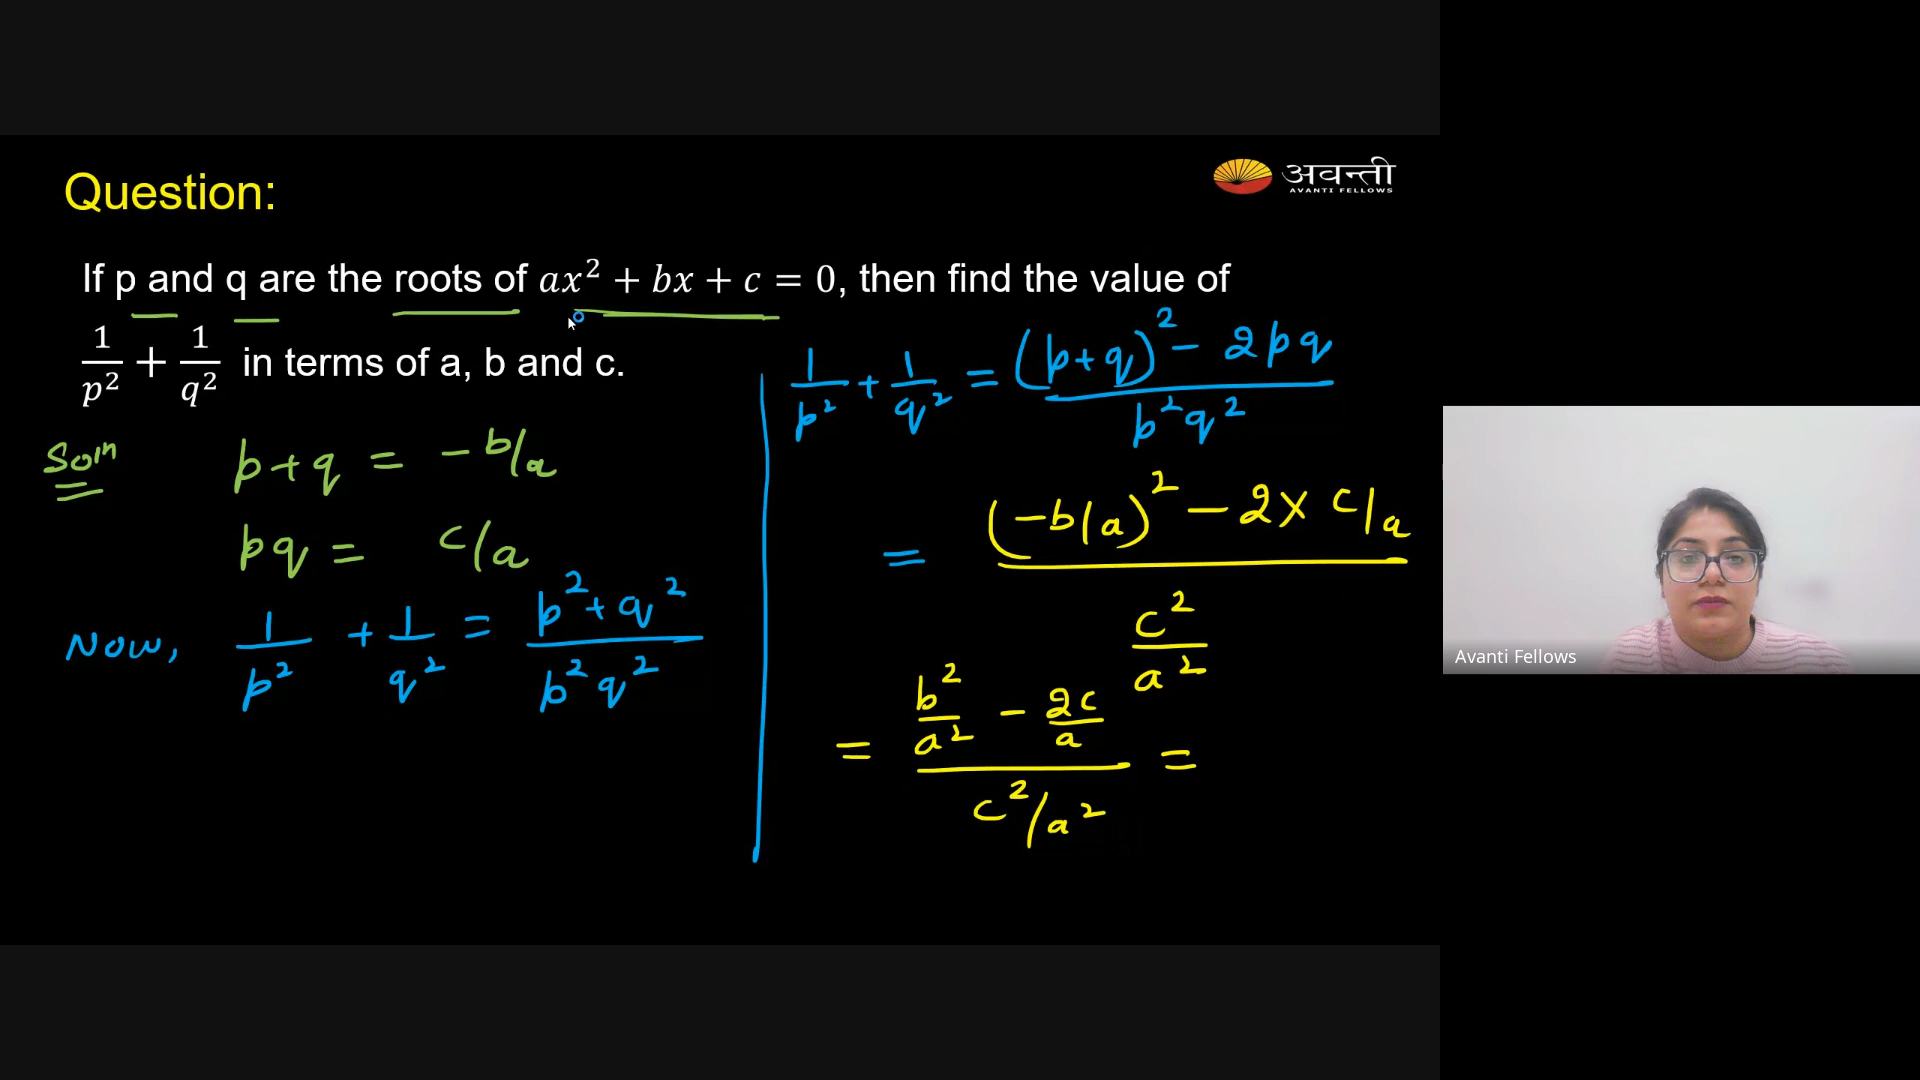 Question:
अवन्ती
AVANTI FELLOWS
If p and q are the roots of ax² + bx + c = 0, then find the value of
1/p² + 1/q² in terms of a, b and c.
Soln
p+q = -b/a
pq = c/a
Now, 1/p² + 1/q² = p²+q² / p²q²
1/p² + 1/q² = (p+q)² - 2pq / p²q²
= (-b/a)² - 2 × c/a / c²/a²
= b²/a² - 2c/a / c²/a² =
Avanti Fellows